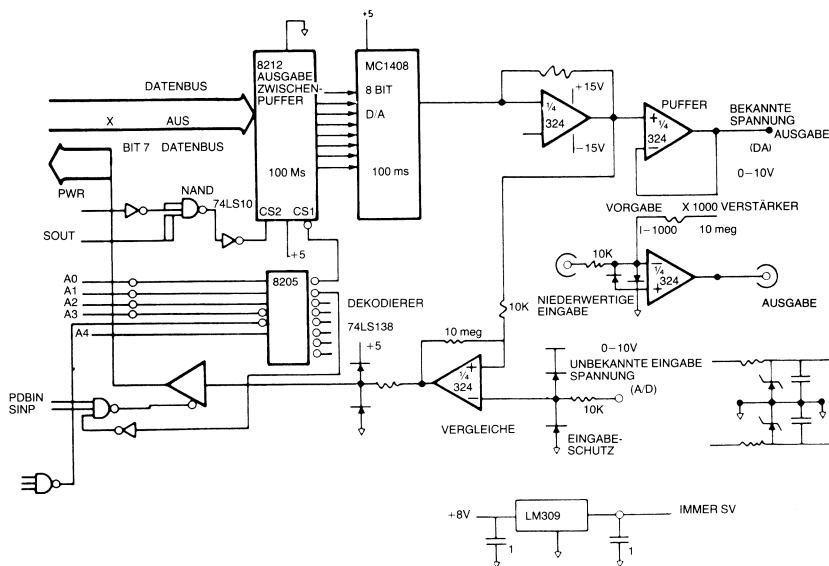 +5
8212
AUSGABE
ZWISCHEN-
PUFFER
100 Ms
CS2 CS1
MC1408
8 BIT
D/A
100 ms
DATENBUS
X AUS
BIT 7 DATENBUS
PWR
NAND
74LS10
SOUT
+5
+15V
¼
324
-15V
PUFFER
+¼
324
−
BEKANNTE
SPANNUNG
AUSGABE
(DA)
0-10V
VORGABE X 1000 VERSTÄRKER
I-1000 10 meg
10K
−
¼
324
+
NIEDERWERTIGE
EINGABE
AUSGABE
A0
A1
A2
A3
A4
8205
DEKODIERER
74LS138
+5
10K
10 meg
+
¼
324
−
VERGLEICHE
0-10V
UNBEKANNTE EINGABE
SPANNUNG
(A/D)
10K
EINGABE-
SCHUTZ
PDBIN
SINP
+8V
LM309
IMMER SV
1
1